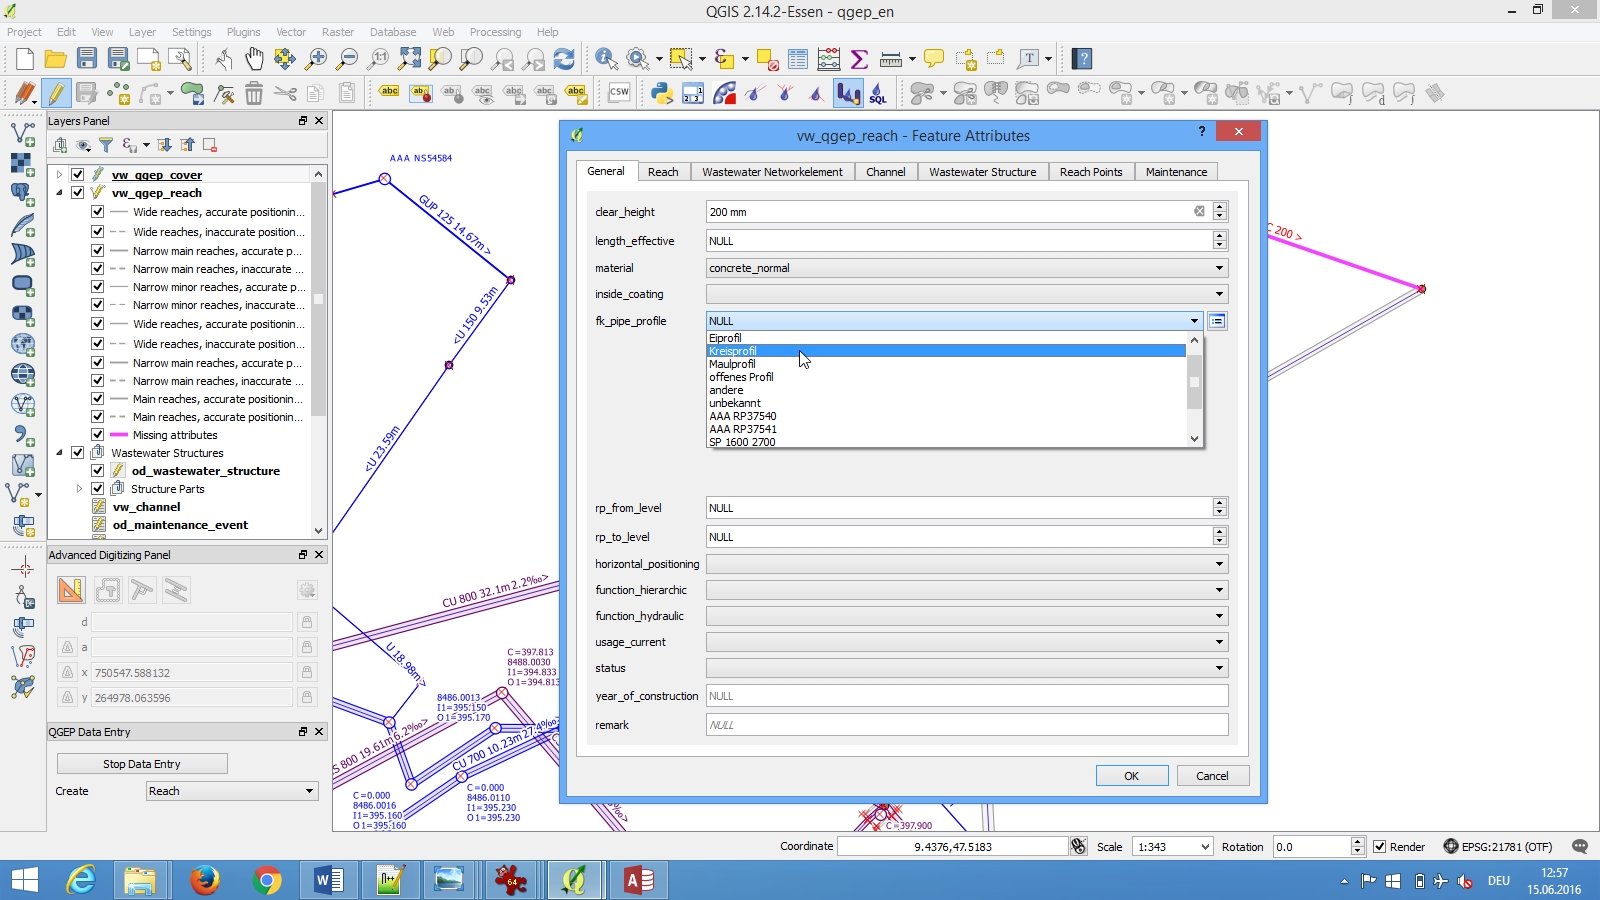 QGIS 2.14.2-Essen - qgep_en
Project Edit View Layer Settings Plugins Vector Raster Database Web Processing Help
Layers Panel
vw_qgep_cover
vw_qgep_reach
Wide reaches, accurate positionin...
Wide reaches, inaccurate position...
Narrow main reaches, accurate p...
Narrow main reaches, inaccurate ...
Narrow minor reaches, accurate p...
Narrow minor reaches, inaccurate...
Wide reaches, accurate positionin...
Wide reaches, inaccurate position...
Narrow main reaches, accurate p...
Narrow main reaches, inaccurate ...
Main reaches, accurate positionin...
Main reaches, accurate positionin...
Missing attributes
Wastewater Structures
od_wastewater_structure
Structure Parts
vw_channel
od_maintenance_event
Advanced Digitizing Panel
d
a
x 750547.588132
y 264978.063596
QGEP Data Entry
Stop Data Entry
Create Reach
AAA NS54584
GUP 125 14.67m >
<U 150 9.53m
<U 23.59m
CU 800 32.1m 2.2‰>
U 18.98m>
C=397.813
8488.0030
I1=394.833
O1=394.813
8486.0013
I1=395.150
O1=395.170
S 800 19.61m 6.2‰>
CU 700 10.23m 27.4‰>
C=0.000
8486.0016
I1=395.160
O1=395.160
C=0.000
8486.0110
I1=395.230
O1=395.230
C 200 >
C=397.900
vw_qgep_reach - Feature Attributes
General Reach Wastewater Networkelement Channel Wastewater Structure Reach Points Maintenance
clear_height 200 mm
length_effective NULL
material concrete_normal
inside_coating
fk_pipe_profile NULL
Eiprofil
Kreisprofil
Maulprofil
offenes Profil
andere
unbekannt
AAA RP37540
AAA RP37541
SP 1600 2700
rp_from_level NULL
rp_to_level NULL
horizontal_positioning
function_hierarchic
function_hydraulic
usage_current
status
year_of_construction NULL
remark NULL
OK Cancel
Coordinate 9.4376,47.5183 Scale 1:343 Rotation 0.0 Render EPSG:21781 (OTF)
DEU
12:57
15.06.2016